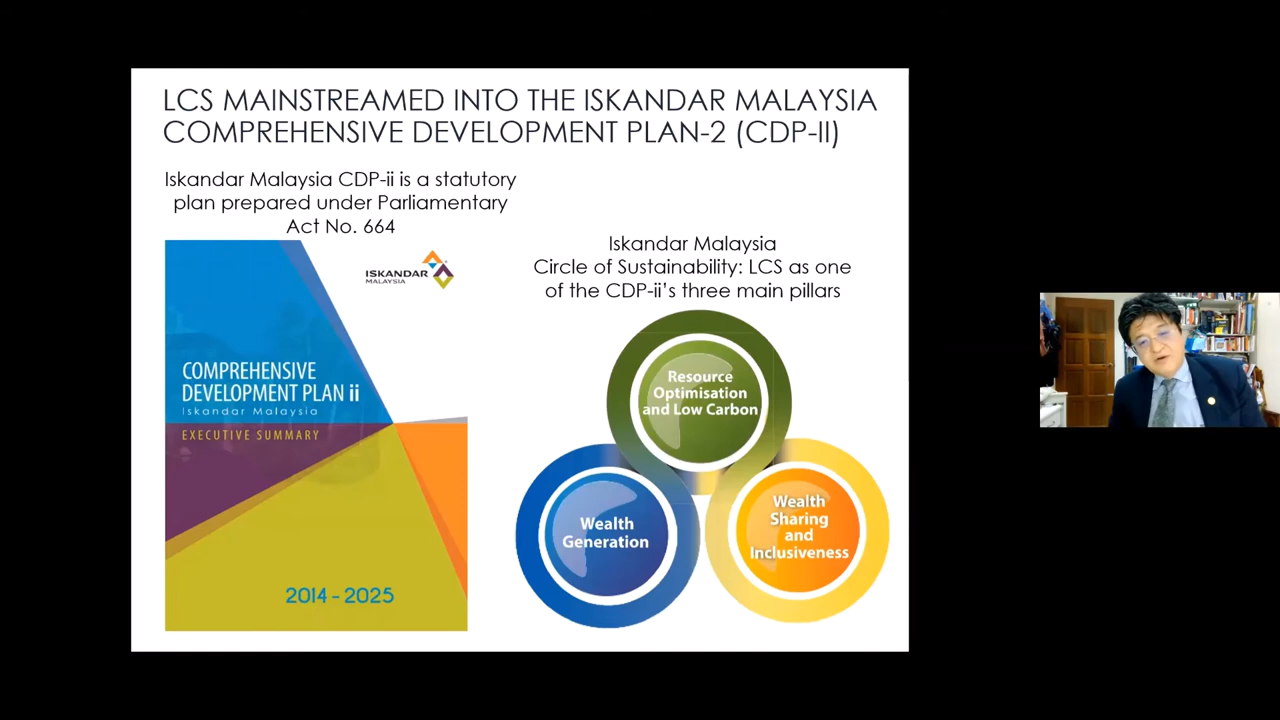 LCS MAINSTREAMED INTO THE ISKANDAR MALAYSIA
COMPREHENSIVE DEVELOPMENT PLAN-2 (CDP-II)
Iskandar Malaysia CDP-ii is a statutory
plan prepared under Parliamentary
Act No. 664
ISKANDAR
MALAYSIA
COMPREHENSIVE
DEVELOPMENT PLAN ii
Iskandar Malaysia
EXECUTIVE SUMMARY
2014 - 2025
Iskandar Malaysia
Circle of Sustainability: LCS as one
of the CDP-ii's three main pillars
Resource
Optimisation
and Low Carbon
Wealth
Generation
Wealth
Sharing
and
Inclusiveness